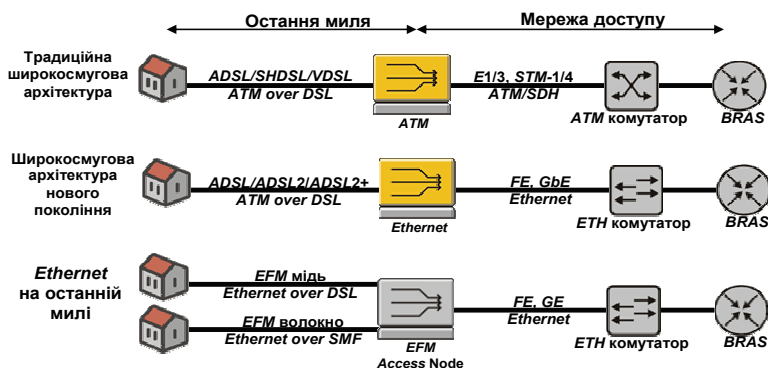 Остання миля
Мережа доступу
Традиційна
широкосмугова
архітектура
ADSL/SHDSL/VDSL
ATM over DSL
ATM
E1/3, STM-1/4
ATM/SDH
ATM комутатор
BRAS
Широкосмугова
архітектура
нового
покоління
ADSL/ADSL2/ADSL2+
ATM over DSL
Ethernet
FE, GbE
Ethernet
ETH комутатор
BRAS
Ethernet
на останній
милі
EFM мідь
Ethernet over DSL
EFM волокно
Ethernet over SMF
EFM
Access Node
FE, GE
Ethernet
ETH комутатор
BRAS